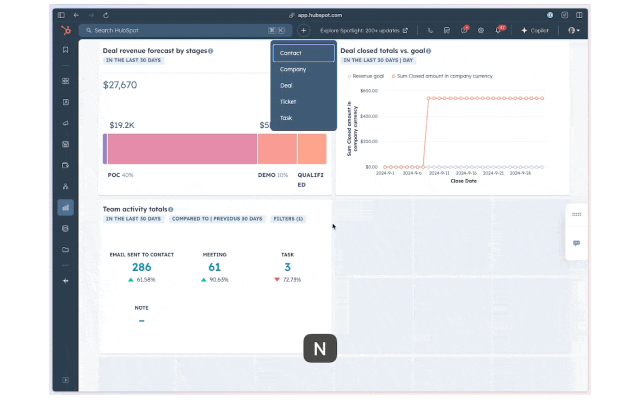 app.hubspot.com
Search HubSpot
⌘ K
Explore Spotlight: 200+ updates
Copilot
Deal revenue forecast by stages
IN THE LAST 30 DAYS
$27,670
$19.2K
POC 40%
DEMO 10%
QUALIFI
ED
Contact
Company
Deal
Ticket
Task
Deal closed totals vs. goal
IN THE LAST 30 DAYS | DAY
Revenue goal
Sum Closed amount in company currency
Sum Closed amount in
company currency
$600.00
$400.00
$200.00
$0.00
2024-9-1
2024-9-6
2024-9-11
2024-9-16
2024-9-21
2024-9-26
Close Date
Team activity totals
IN THE LAST 30 DAYS
COMPARED TO | PREVIOUS 30 DAYS
FILTERS (1)
EMAIL SENT TO CONTACT
MEETING
TASK
286
61
3
61.58%
90.63%
72.73%
NOTE
–
N